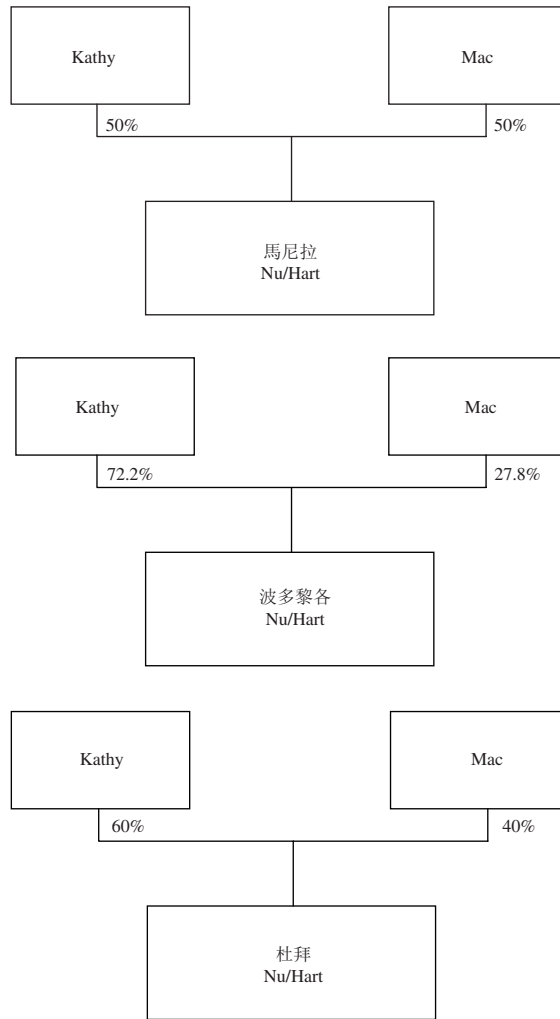 Kathy
Mac
50%
50%
馬尼拉
Nu/Hart
Kathy
Mac
72.2%
27.8%
波多黎各
Nu/Hart
Kathy
Mac
60%
40%
杜拜
Nu/Hart